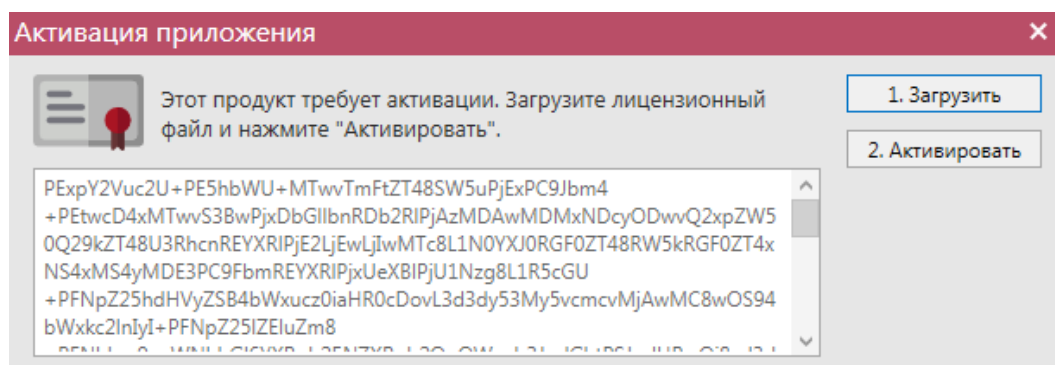 Активация приложения
Этот продукт требует активации. Загрузите лицензионный
файл и нажмите "Активировать".
1. Загрузить
2. Активировать
PExpY2Vuc2U+PE5hbWU+MTwvTmFtZT48SW5uPjExPC9Jbm4
+PEtwcD4xMTwvS3BwPjxDbGllbnRDb2RlPjAzMDAwMDMxNDcyODwvQ2xpZW5
0Q29kZT48U3RhcnREYXRlPjE2LjEwLjIwMTc8L1N0YXJ0RGF0ZT48RW5kRGF0ZT4x
NS4xMS4yMDE3PC9FbmREYXRlPjxUeXBlPjU1Nzg8L1R5cGU
+PFNpZ25hdHVyZSB4bWxucz0iaHR0cDovL3d3dy53My5vcmcvMjAwMC8wOS94
bWxkc2lnIyI+PFNpZ25lZEluZm8